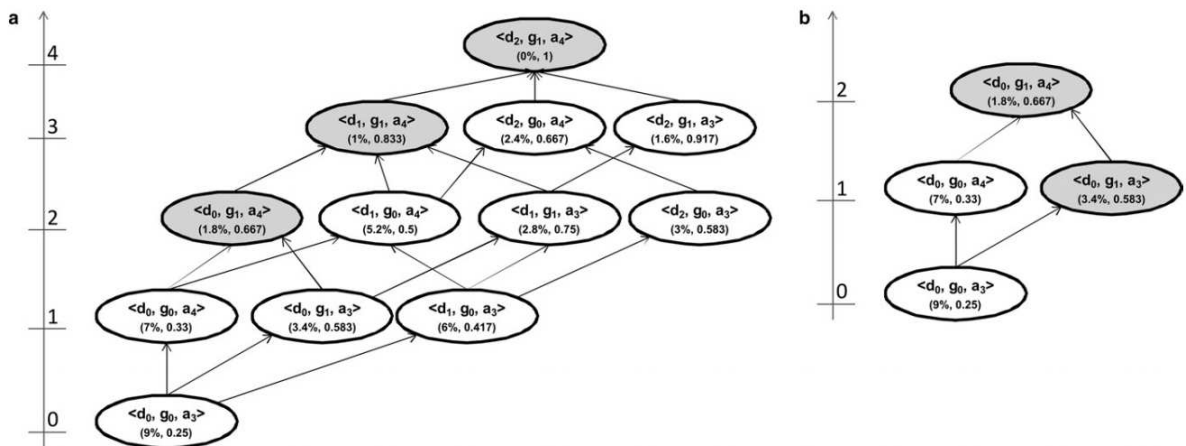 a
4
<d₂, g₁, a₄>
(0%, 1)
3
<d₁, g₁, a₄>
(1%, 0.833)
<d₂, g₀, a₄>
(2.4%, 0.667)
<d₂, g₁, a₃>
(1.6%, 0.917)
2
<d₀, g₁, a₄>
(1.8%, 0.667)
<d₁, g₀, a₄>
(5.2%, 0.5)
<d₁, g₁, a₃>
(2.8%, 0.75)
<d₂, g₀, a₃>
(3%, 0.583)
1
<d₀, g₀, a₄>
(7%, 0.33)
<d₀, g₁, a₃>
(3.4%, 0.583)
<d₁, g₀, a₃>
(6%, 0.417)
0
<d₀, g₀, a₃>
(9%, 0.25)
b
2
<d₀, g₁, a₄>
(1.8%, 0.667)
1
<d₀, g₀, a₄>
(7%, 0.33)
<d₀, g₁, a₃>
(3.4%, 0.583)
0
<d₀, g₀, a₃>
(9%, 0.25)